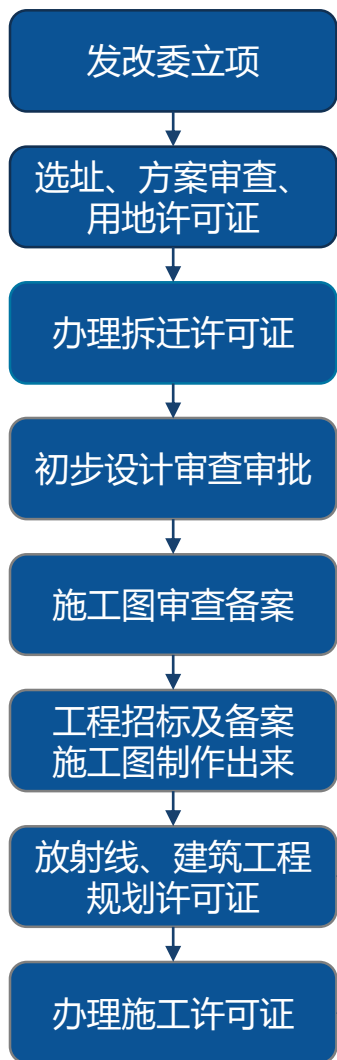 发改委立项
选址、方案审查、
用地许可证
办理拆迁许可证
初步设计审查审批
施工图审查备案
工程招标及备案
施工图制作出来
放射线、建筑工程
规划许可证
办理施工许可证